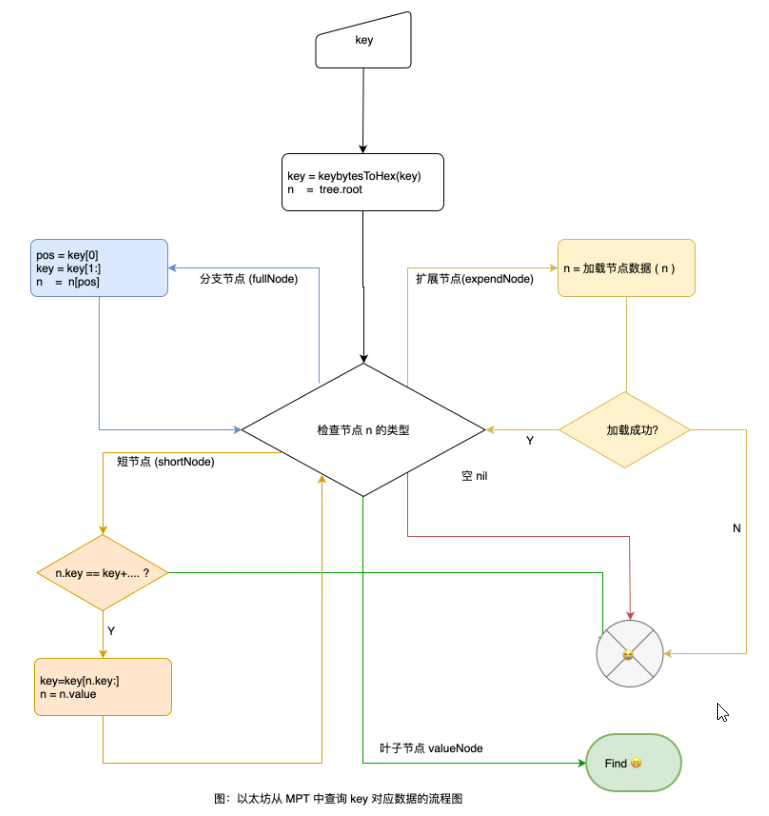 key
key = keybytesToHex(key)
n = tree.root
pos = key[0]
key = key[1:]
n = n[pos]
分支节点 (fullNode)
扩展节点(expendNode)
n = 加载节点数据 ( n )
检查节点 n 的类型
加载成功?
Y
短节点 (shortNode)
空 nil
N
n.key == key+.... ?
Y
key=key[n.key:]
n = n.value
叶子节点 valueNode
Find 😁
图：以太坊从 MPT 中查询 key 对应数据的流程图